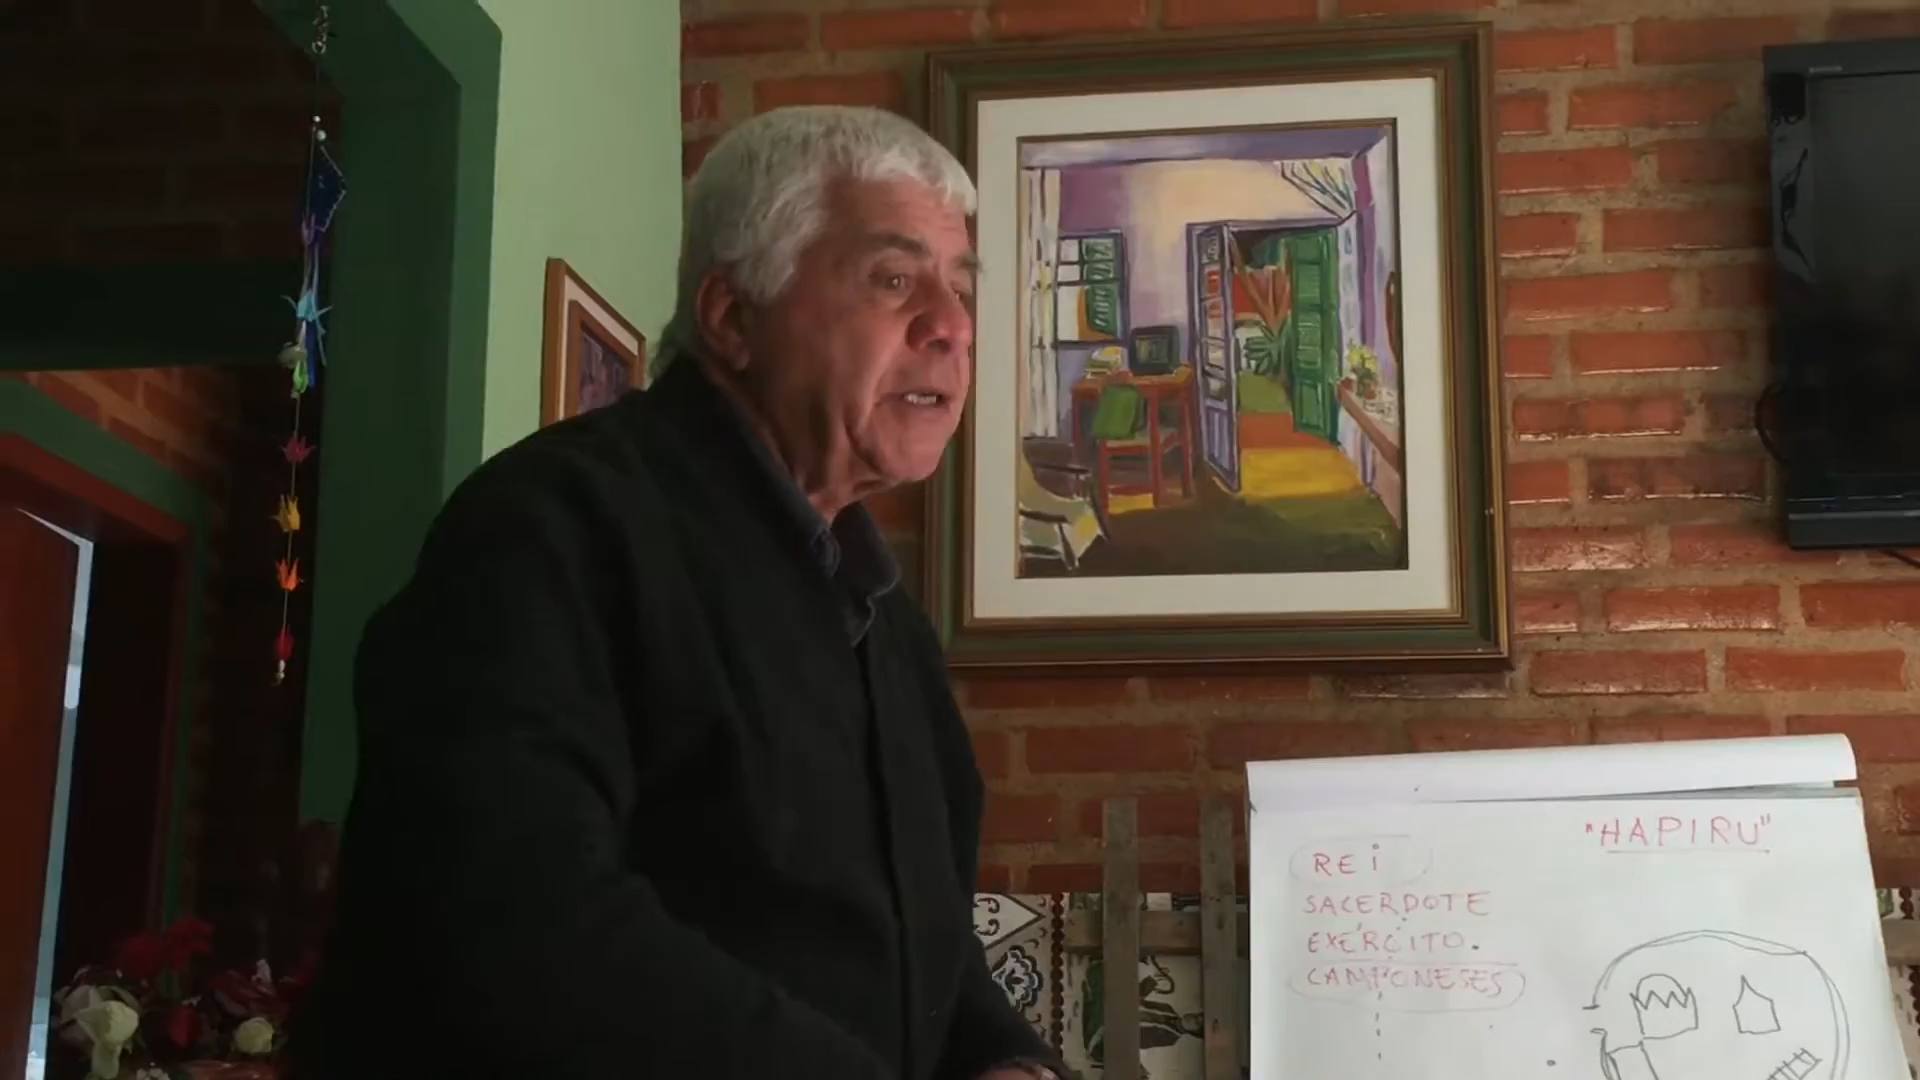 "HAPIRU"
REI
SACERDOTE
EXÉRCITO.
CAMPONESES